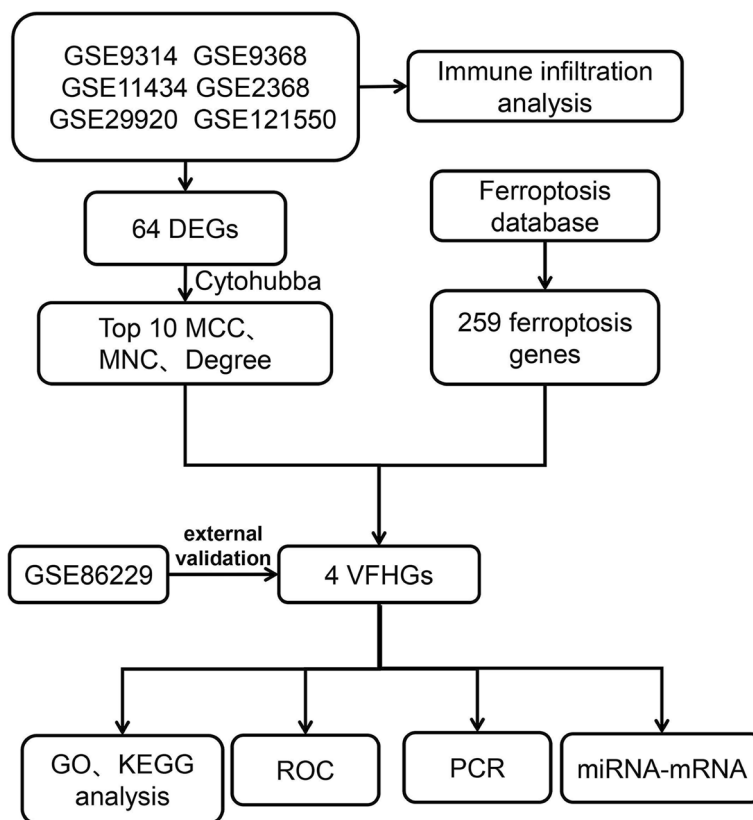 GSE9314 GSE9368
GSE11434 GSE2368
GSE29920 GSE121550
Immune infiltration
analysis
64 DEGs
Ferroptosis
database
Cytohubba
Top 10 MCC、
MNC、Degree
259 ferroptosis
genes
external
validation
GSE86229
4 VFHGs
GO、KEGG
analysis
ROC
PCR
miRNA-mRNA